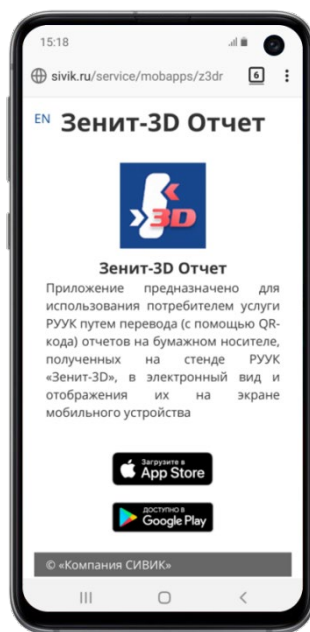 15:18
sivik.ru/service/mobapps/z3dr
6
EN
Зенит-3D Отчет
3D
Зенит-3D Отчет
Приложение предназначено для
использования потребителем услуги
РУУК путем перевода (с помощью QR-
кода) отчетов на бумажном носителе,
полученных на стенде РУУК
«Зенит-3D», в электронный вид и
отображения их на экране
мобильного устройства
Загрузите в
App Store
ДОСТУПНО В
Google Play
© «Компания СИВИК»